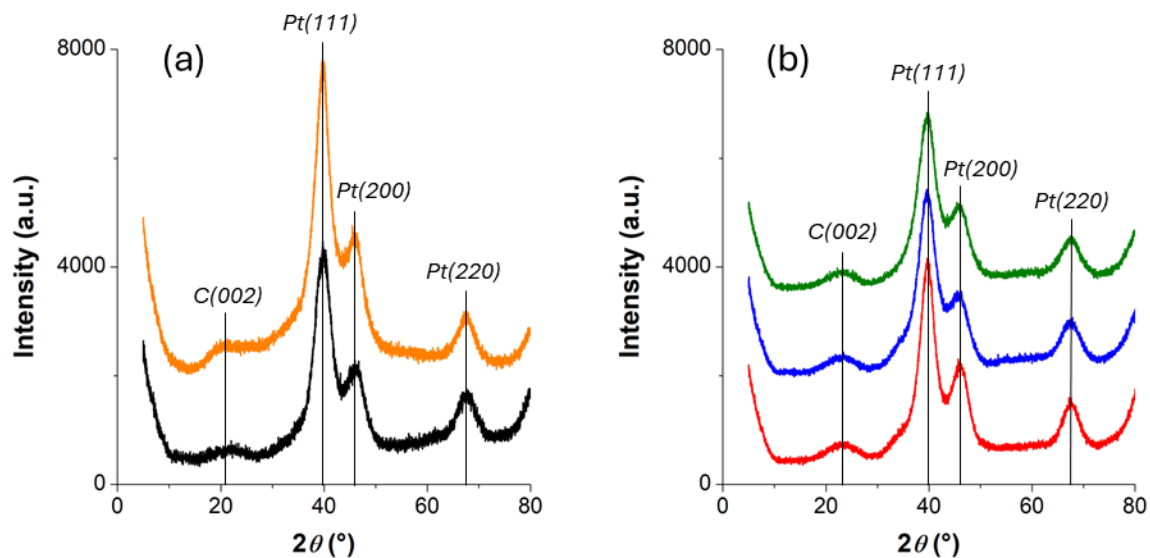 (a)
Pt(111)
Pt(200)
Pt(220)
C(002)
8000
4000
0
Intensity (a.u.)
0 20 40 60 80
2θ (°)
(b)
Pt(111)
Pt(200)
Pt(220)
C(002)
8000
4000
0
Intensity (a.u.)
0 20 40 60 80
2θ (°)